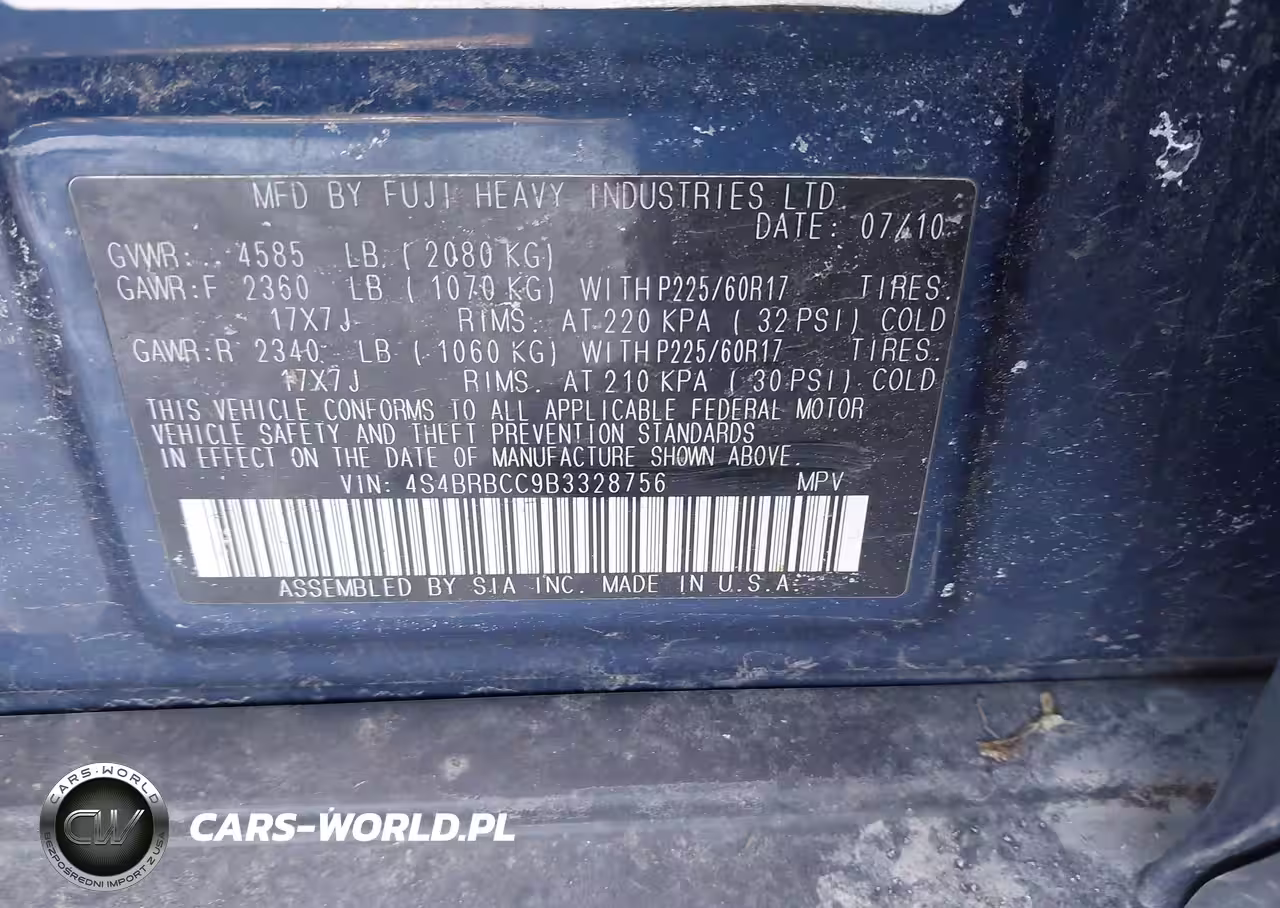 MFD BY FUJI HEAVY INDUSTRIES LTD.
DATE: 07/10
GVWR: 4585 LB (2080 KG)
GAWR:F 2360 LB (1070 KG) WITH P225/60R17 TIRES.
17X7J RIMS. AT 220 KPA (32 PSI) COLD
GAWR:R 2340 LB (1060 KG) WITH P225/60R17 TIRES.
17X7J RIMS. AT 210 KPA (30 PSI) COLD
THIS VEHICLE CONFORMS TO ALL APPLICABLE FEDERAL MOTOR
VEHICLE SAFETY AND THEFT PREVENTION STANDARDS
IN EFFECT ON THE DATE OF MANUFACTURE SHOWN ABOVE.
VIN: 4S4BRBCC9B3328756 MPV
ASSEMBLED BY SIA INC. MADE IN U.S.A.
CARS-WORLD
CW
BEZPOŚREDNI IMPORT Z USA
CARS-WORLD.PL